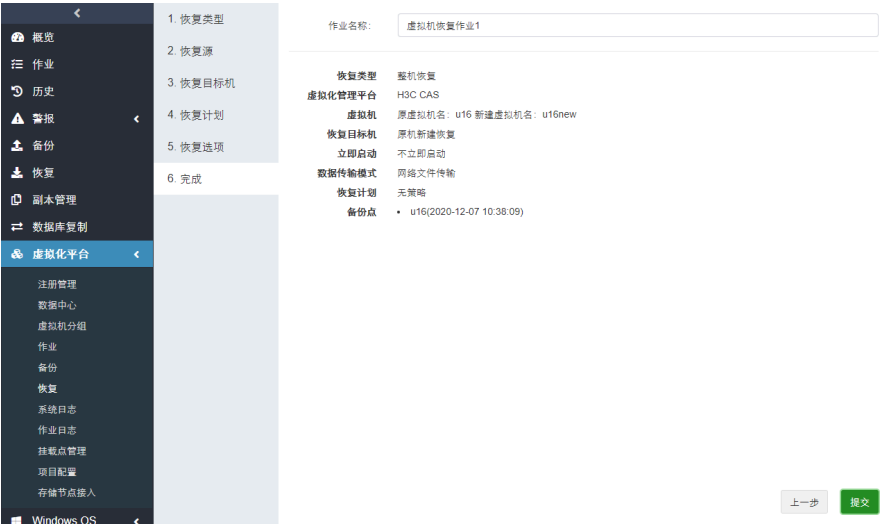 概览
作业
历史
警报
备份
恢复
副本管理
数据库复制
虚拟化平台
注册管理
数据中心
虚拟机分组
作业
备份
恢复
系统日志
作业日志
挂载点管理
项目配置
存储节点接入
Windows OS
1. 恢复类型
2. 恢复源
3. 恢复目标机
4. 恢复计划
5. 恢复选项
6. 完成
作业名称: 虚拟机恢复作业1
恢复类型 整机恢复
虚拟化管理平台 H3C CAS
虚拟机 原虚拟机名：u16 新建虚拟机名：u16new
恢复目标机 原机新建恢复
立即启动 不立即启动
数据传输模式 网络文件传输
恢复计划 无策略
备份点 • u16(2020-12-07 10:38:09)
上一步 提交